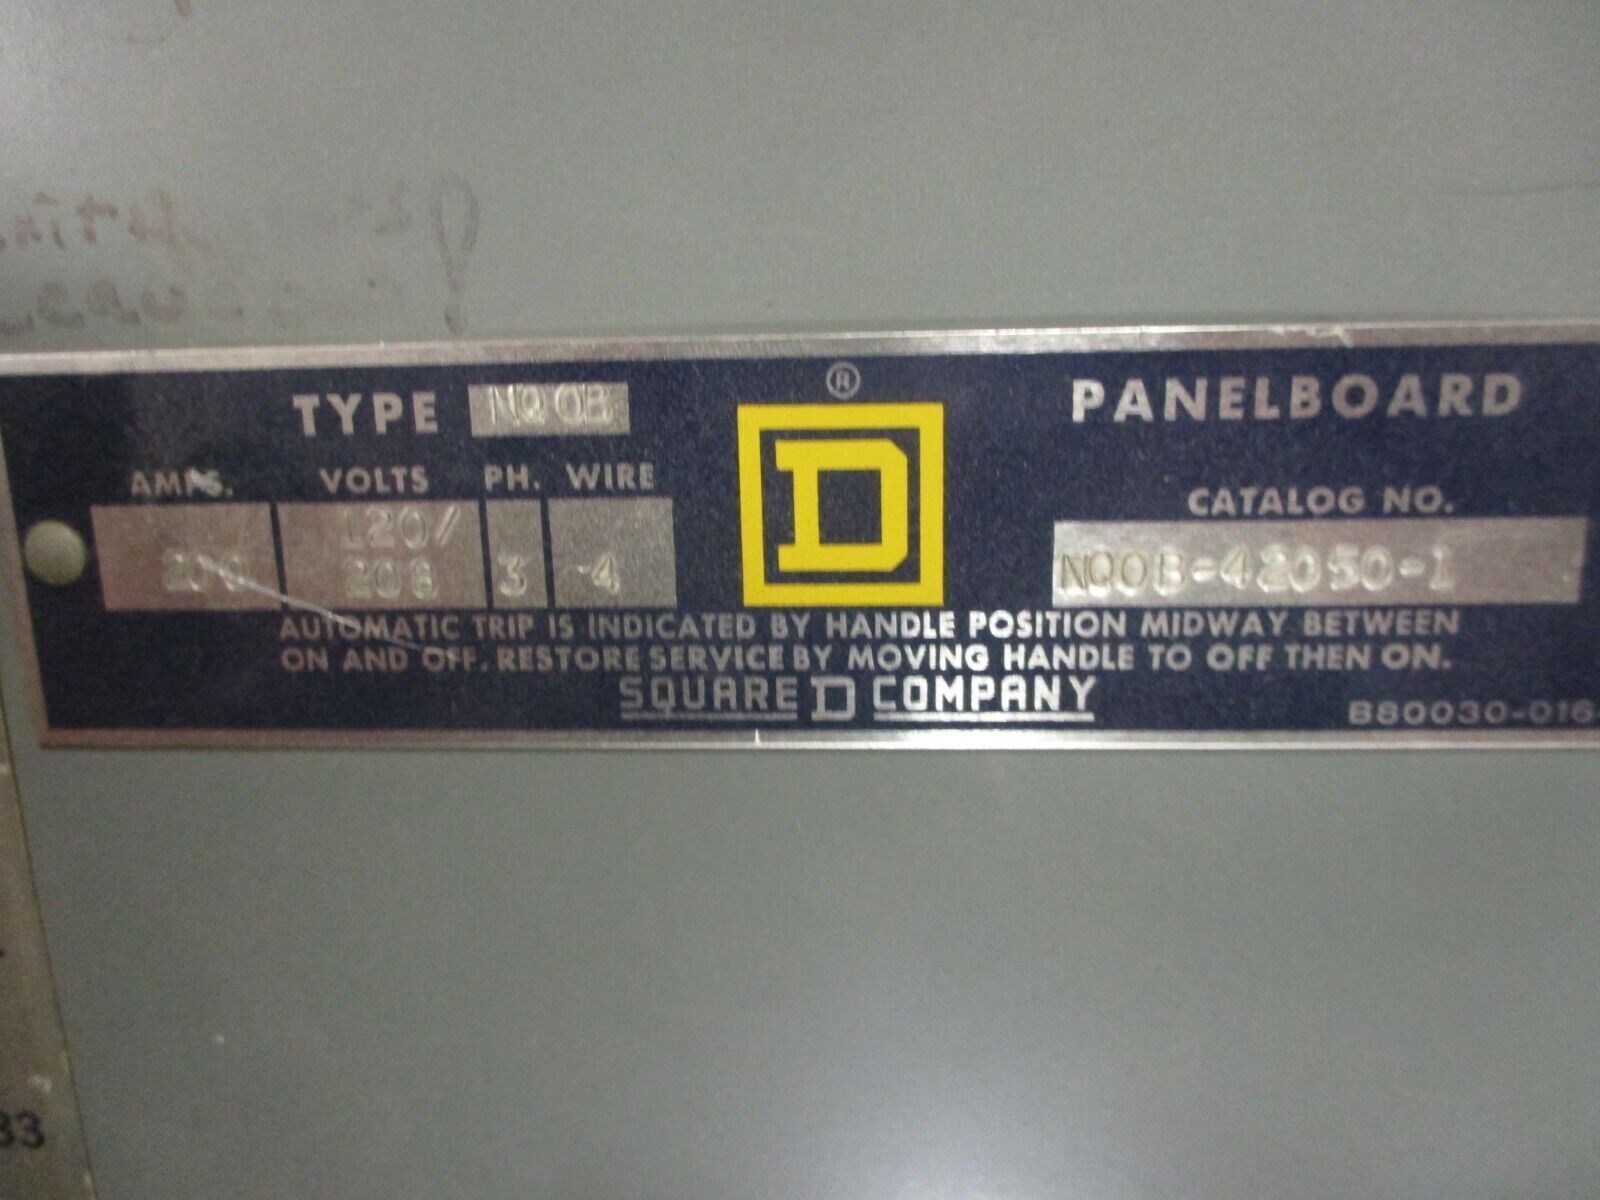 TYPE NQOB
® PANELBOARD
AMPS. VOLTS PH. WIRE
200 120/208 3 4
D
CATALOG NO.
NQOB-42050-1
AUTOMATIC TRIP IS INDICATED BY HANDLE POSITION MIDWAY BETWEEN
ON AND OFF. RESTORE SERVICE BY MOVING HANDLE TO OFF THEN ON.
SQUARE D COMPANY
B80030-016
33